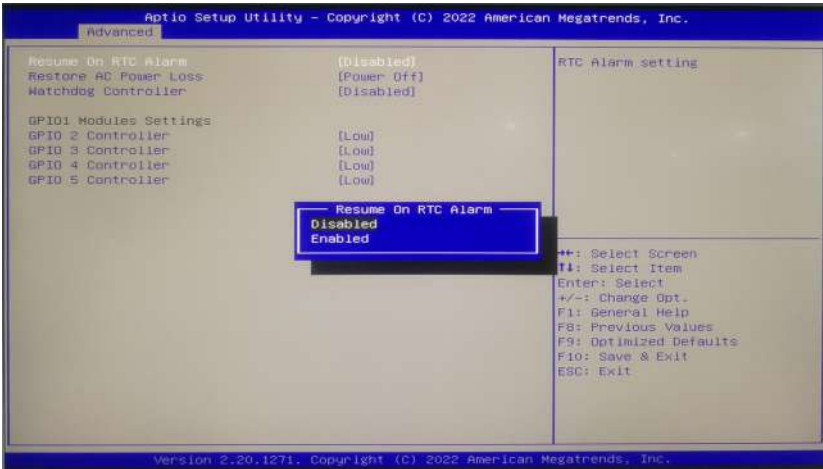 Aptio Setup Utility – Copyright (C) 2022 American Megatrends, Inc.
Advanced
Resume On RTC Alarm [Disabled]
Restore AC Power Loss [Power Off]
Watchdog Controller [Disabled]
GPIO1 Modules Settings
GPIO 2 Controller [Low]
GPIO 3 Controller [Low]
GPIO 4 Controller [Low]
GPIO 5 Controller [Low]
Resume On RTC Alarm
Disabled
Enabled
RTC Alarm setting
→←: Select Screen
↑↓: Select Item
Enter: Select
+/-: Change Opt.
F1: General Help
F8: Previous Values
F9: Optimized Defaults
F10: Save & Exit
ESC: Exit
Version 2.20.1271. Copyright (C) 2022 American Megatrends, Inc.